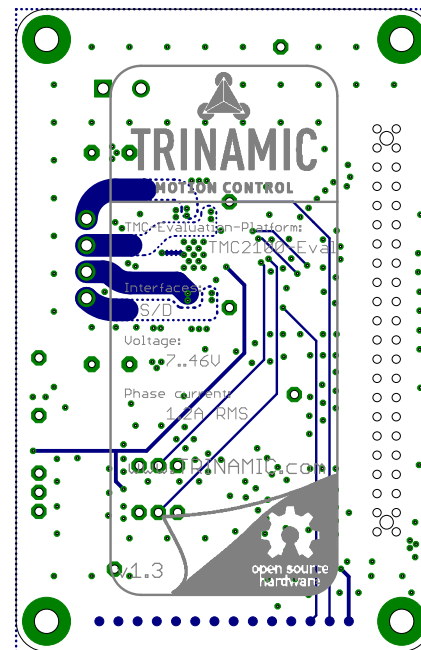 TRINAMIC
MOTION CONTROL
TMC-Evaluation-Platform:
TMC2100-Eval
Interfaces:
S/D
Voltage:
7..46V
Phase current:
1.2A RMS
www.TRINAMIC.com
v1.3
open source
hardware